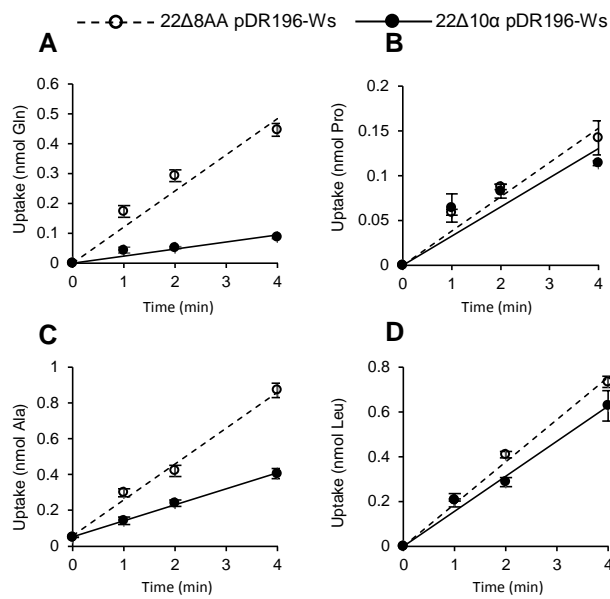 22Δ8AA pDR196-Ws 22Δ10α pDR196-Ws
A
Uptake (nmol Gln)
0.6
0.5
0.4
0.3
0.2
0.1
0
0 1 2 3 4
Time (min)
B
Uptake (nmol Pro)
0.2
0.15
0.1
0.05
0
0 1 2 3 4
Time (min)
C
Uptake (nmol Ala)
1
0.8
0.6
0.4
0.2
0
0 1 2 3 4
Time (min)
D
Uptake (nmol Leu)
0.8
0.6
0.4
0.2
0
0 1 2 3 4
Time (min)